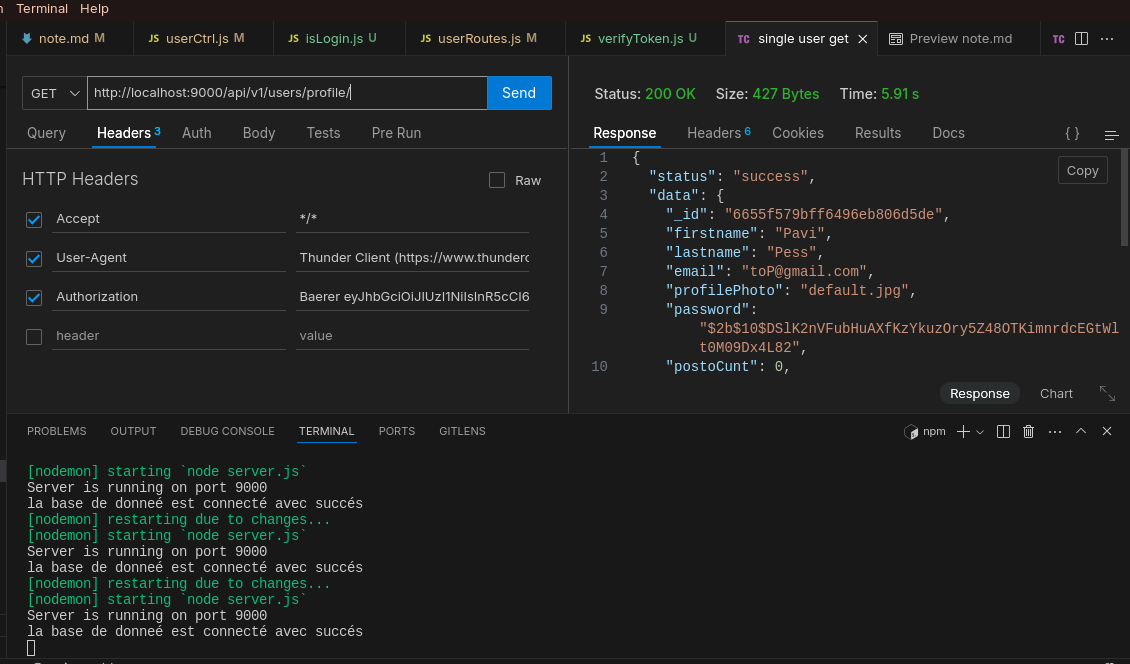 Terminal Help
note.md M
JS userCtrl.js M
JS isLogin.js U
JS userRoutes.js M
JS verifyToken.js U
TC single user get
Preview note.md
TC
GET
http://localhost:9000/api/v1/users/profile/
Send
Query Headers 3 Auth Body Tests Pre Run
HTTP Headers
Raw
Accept */*
User-Agent Thunder Client (https://www.thunderc
Authorization Baerer eyJhbGciOiJIUzI1NiIsInR5cCI6
header value
Status: 200 OK Size: 427 Bytes Time: 5.91 s
Response Headers 6 Cookies Results Docs { }
Copy
1 {
2 "status": "success",
3 "data": {
4 "_id": "6655f579bff6496eb806d5de",
5 "firstname": "Pavi",
6 "lastname": "Pess",
7 "email": "toP@gmail.com",
8 "profilePhoto": "default.jpg",
9 "password":
"$2b$10$DSlK2nVFubHuAXfKzYkuzOry5Z48OTKimnrdcEGtWl
t0M09Dx4L82",
10 "postoCunt": 0,
Response Chart
PROBLEMS OUTPUT DEBUG CONSOLE TERMINAL PORTS GITLENS
npm
[nodemon] starting `node server.js`
Server is running on port 9000
la base de donneé est connecté avec succés
[nodemon] restarting due to changes...
[nodemon] starting `node server.js`
Server is running on port 9000
la base de donneé est connecté avec succés
[nodemon] restarting due to changes...
[nodemon] starting `node server.js`
Server is running on port 9000
la base de donneé est connecté avec succés